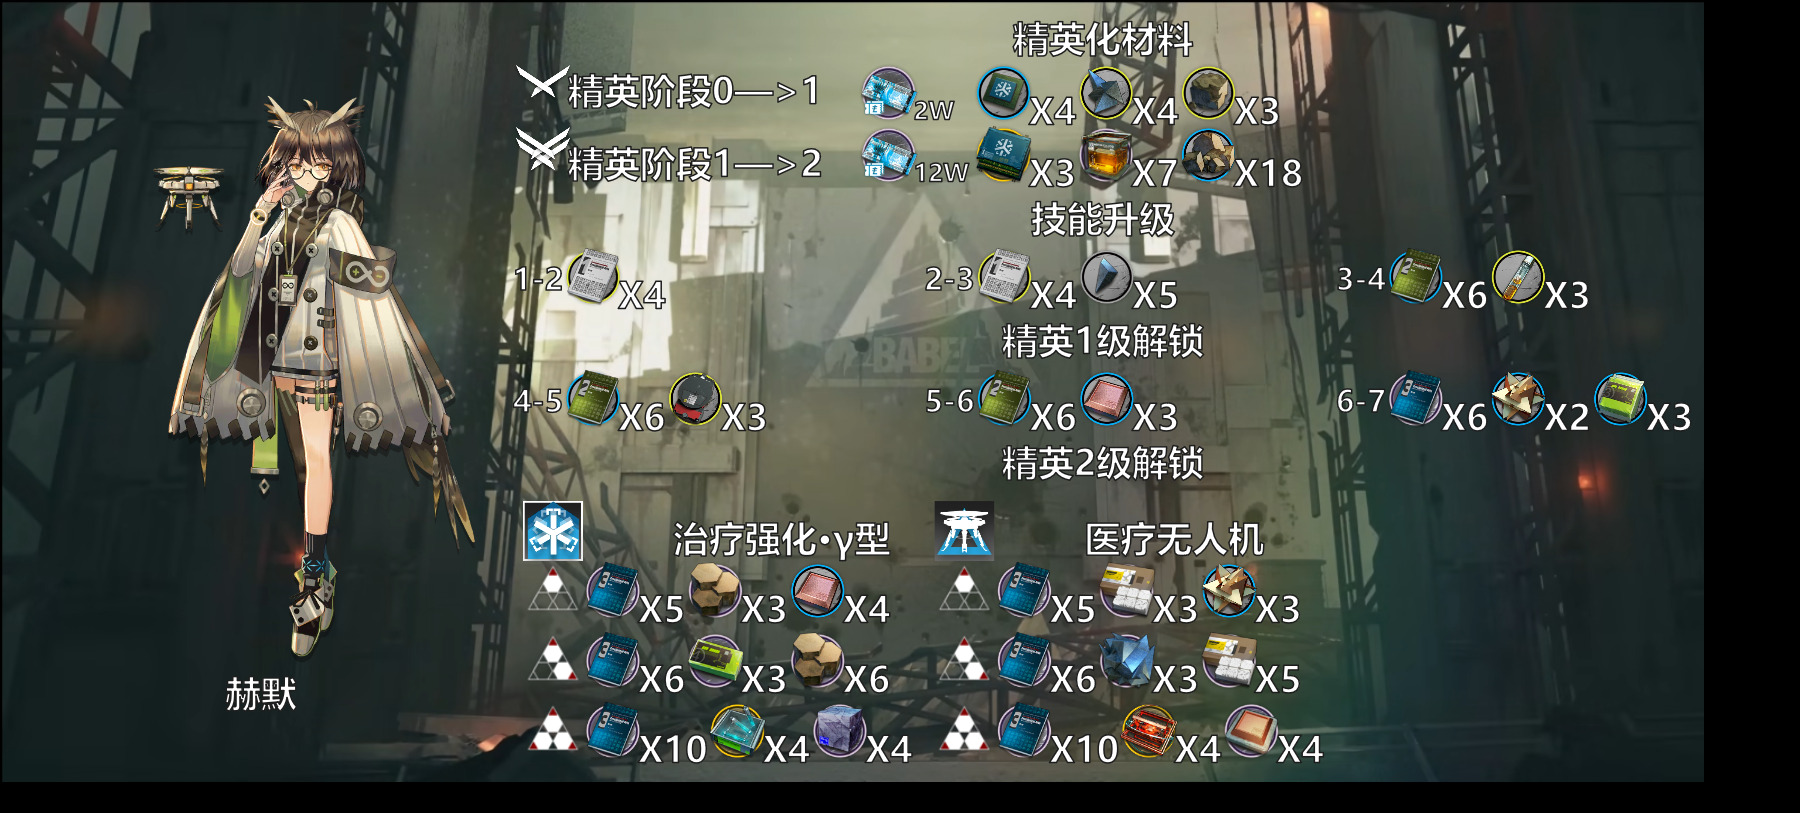 精英化材料
精英阶段0—>1 2W X4 X4 X3
精英阶段1—>2 12W X3 X7 X18
技能升级
1-2 X4 2-3 X4 X5 3-4 X6 X3
BABEL
精英1级解锁
4-5 X6 X3 5-6 X6 X3 6-7 X6 X2 X3
精英2级解锁
治疗强化·γ型 医疗无人机
X5 X3 X4 X5 X3 X3
X6 X3 X6 X6 X3 X5
X10 X4 X4 X10 X4 X4
赫默